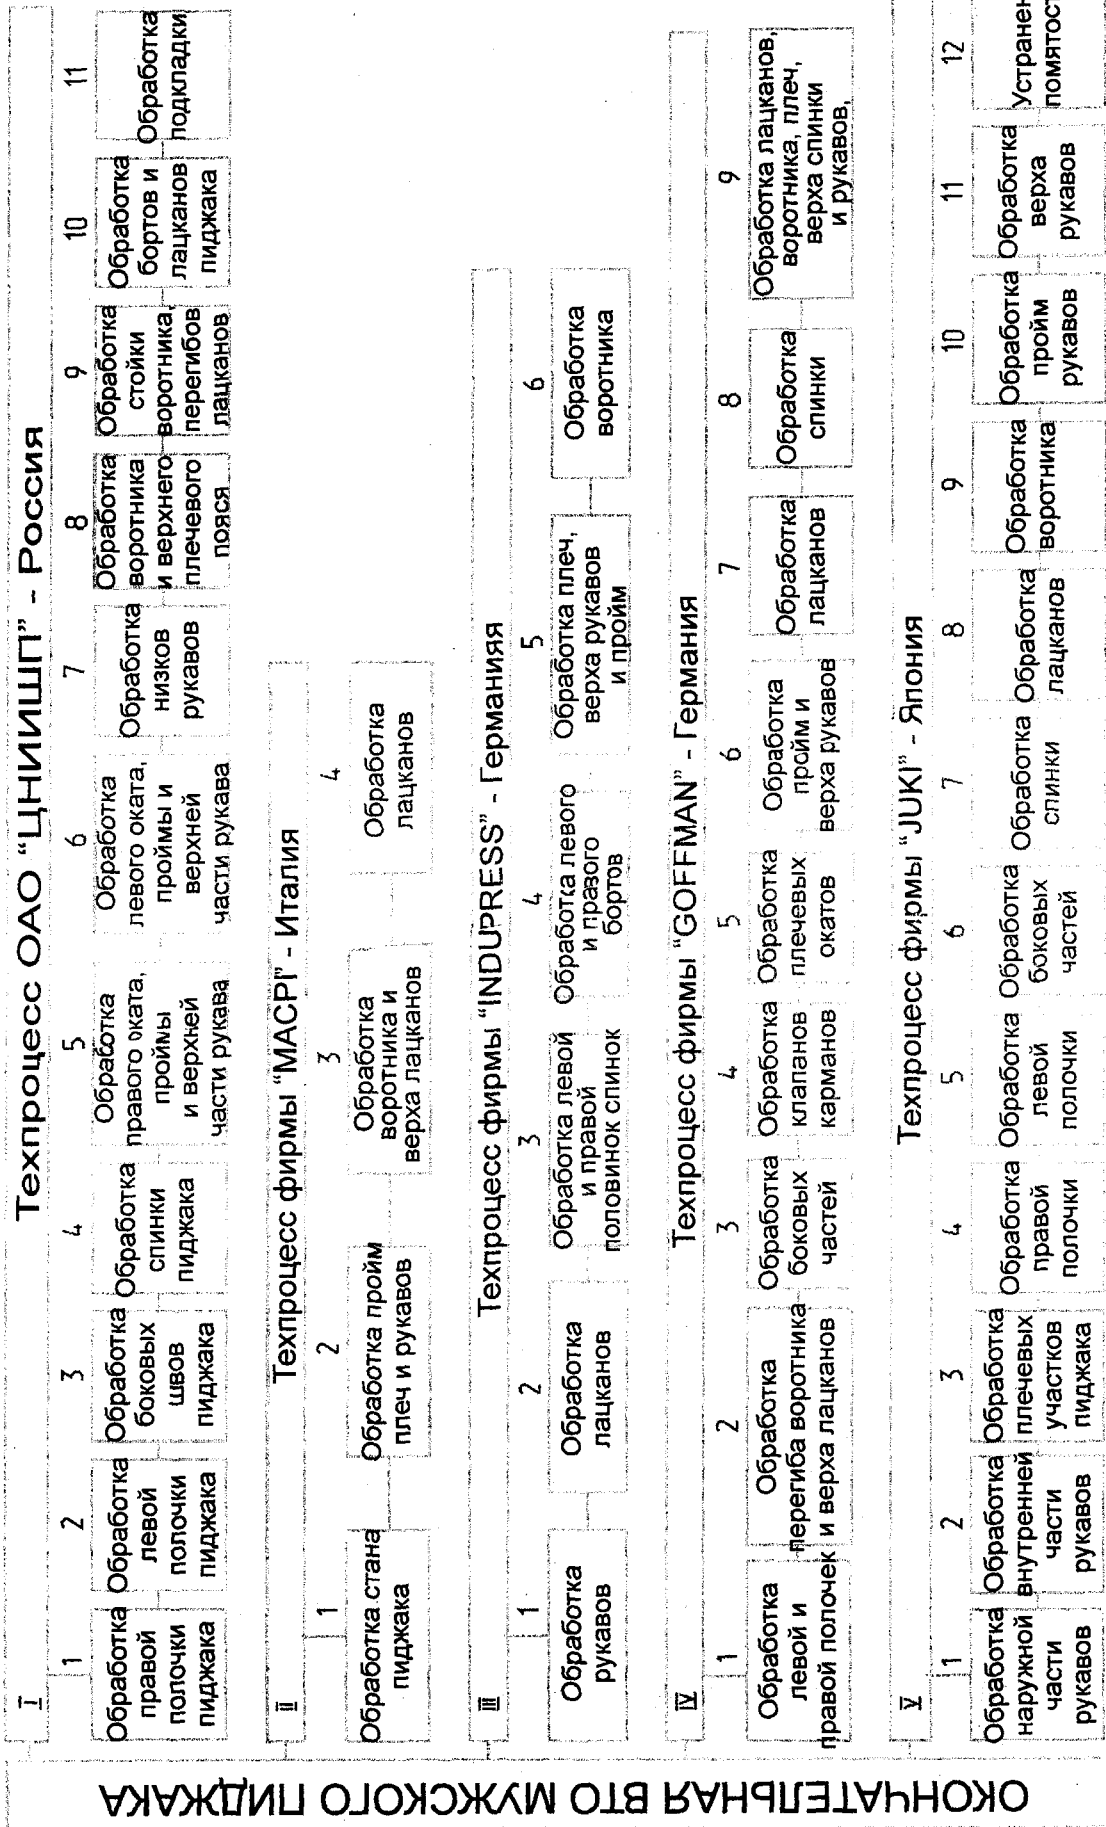 ОКОНЧАТЕЛЬНАЯ ВТО МУЖСКОГО ПИДЖАКА
I
Техпроцесс ОАО "ЦНИИШП" - Россия
1
Обработка
правой
полочки
пиджака
2
Обработка
левой
полочки
пиджака
3
Обработка
боковых
швов
пиджака
4
Обработка
спинки
пиджака
5
Обработка
правого оката,
проймы
и верхней
части рукава
6
Обработка
левого оката,
проймы и
верхней
части рукава
7
Обработка
низков
рукавов
8
Обработка
воротника
и верхнего
плечевого
пояса
9
Обработка
стойки
воротника,
перегибов
лацканов
10
Обработка
бортов и
лацканов
пиджака
11
Обработка
подкладки
II
Техпроцесс фирмы "MACPI" - Италия
1
Обработка стана
пиджака
2
Обработка пройм
плеч и рукавов
3
Обработка
воротника и
верха лацканов
4
Обработка
лацканов
III
Техпроцесс фирмы "INDUPRESS" - Германияя
1
Обработка
рукавов
2
Обработка
лацканов
3
Обработка левой
и правой
половинок спинок
4
Обработка левого
и празого
бортов
5
Обработка плеч,
верха рукавов
и пройм
6
Обработка
воротника
IV
Техпроцесс фирмы "GOFFMAN" - Германия
1
Обработка
левой и
правой полочек
2
Обработка
перегиба воротника
и верха лацканов
3
Обработка
боковых
частей
4
Обработка
клапанов
карманов
5
Обработка
плечевых
окатов
6
Обработка
пройм и
верха рукавов
7
Обработка
лацканов
8
Обработка
спинки
9
Обработка лацканов,
воротника, плеч,
верха спинки
и рукавов,
V
Техпроцесс фирмы "JUKI" - Япония
1
Обработка
наружной
части
рукавов
2
Обработка
внутренней
части
рукавов
3
Обработка
плечевых
участков
пиджака
4
Обработка
правой
полочки
5
Обработка
левой
полочки
6
Обработка
боковых
частей
7
Обработка
спинки
8
Обработка
лацканов
9
Обработка
воротника
10
Обработка
пройм
рукавов
11
Обработка
верха
рукавов
12
Устранен
помятост